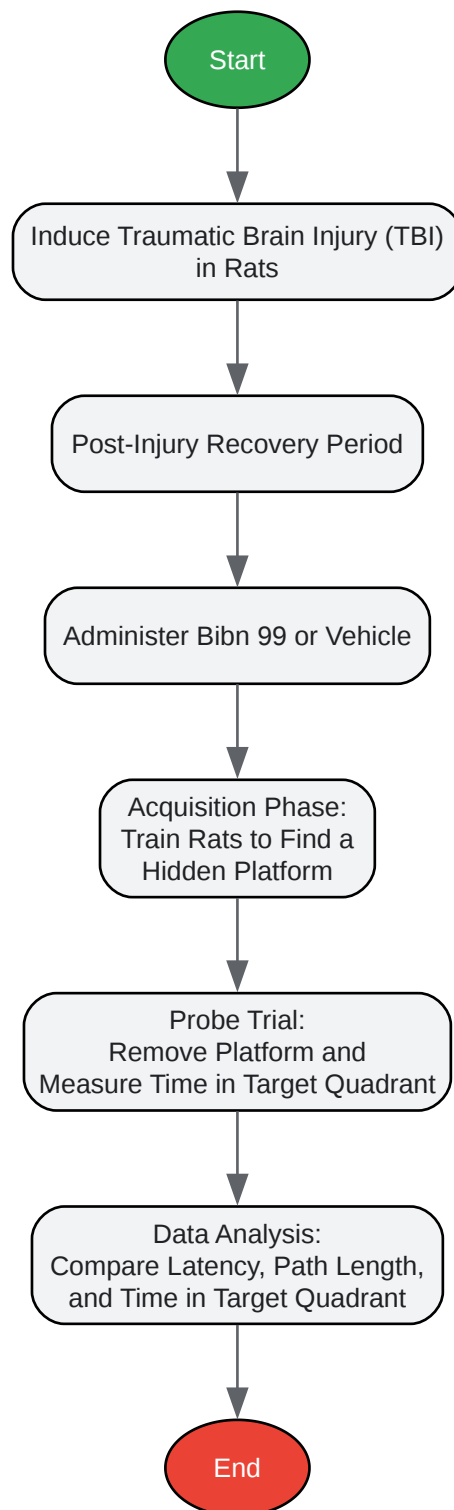 Start
Induce Traumatic Brain Injury (TBI)
in Rats
Post-Injury Recovery Period
Administer Bibn 99 or Vehicle
Acquisition Phase:
Train Rats to Find a
Hidden Platform
Probe Trial:
Remove Platform and
Measure Time in Target Quadrant
Data Analysis:
Compare Latency, Path Length,
and Time in Target Quadrant
End